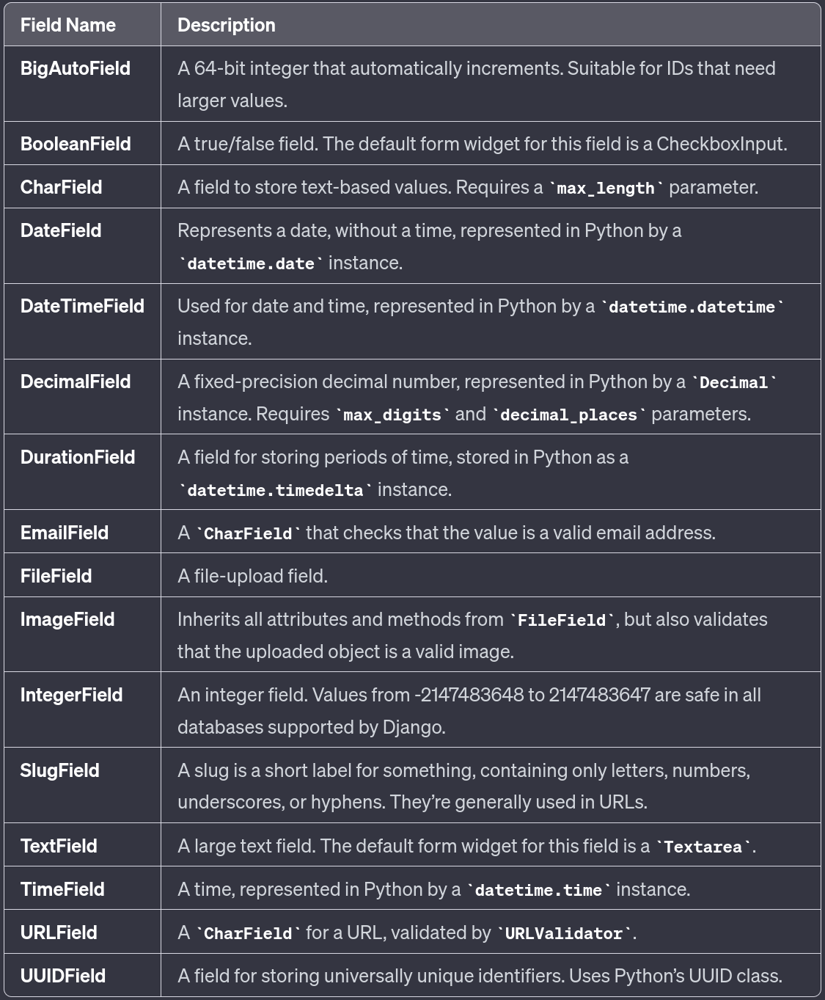 Field Name Description
BigAutoField A 64-bit integer that automatically increments. Suitable for IDs that need
larger values.
BooleanField A true/false field. The default form widget for this field is a CheckboxInput.
CharField A field to store text-based values. Requires a `max_length` parameter.
DateField Represents a date, without a time, represented in Python by a
`datetime.date` instance.
DateTimeField Used for date and time, represented in Python by a `datetime.datetime`
instance.
DecimalField A fixed-precision decimal number, represented in Python by a `Decimal`
instance. Requires `max_digits` and `decimal_places` parameters.
DurationField A field for storing periods of time, stored in Python as a
`datetime.timedelta` instance.
EmailField A `CharField` that checks that the value is a valid email address.
FileField A file-upload field.
ImageField Inherits all attributes and methods from `FileField`, but also validates
that the uploaded object is a valid image.
IntegerField An integer field. Values from -2147483648 to 2147483647 are safe in all
databases supported by Django.
SlugField A slug is a short label for something, containing only letters, numbers,
underscores, or hyphens. They’re generally used in URLs.
TextField A large text field. The default form widget for this field is a `Textarea`.
TimeField A time, represented in Python by a `datetime.time` instance.
URLField A `CharField` for a URL, validated by `URLValidator`.
UUIDField A field for storing universally unique identifiers. Uses Python’s UUID class.